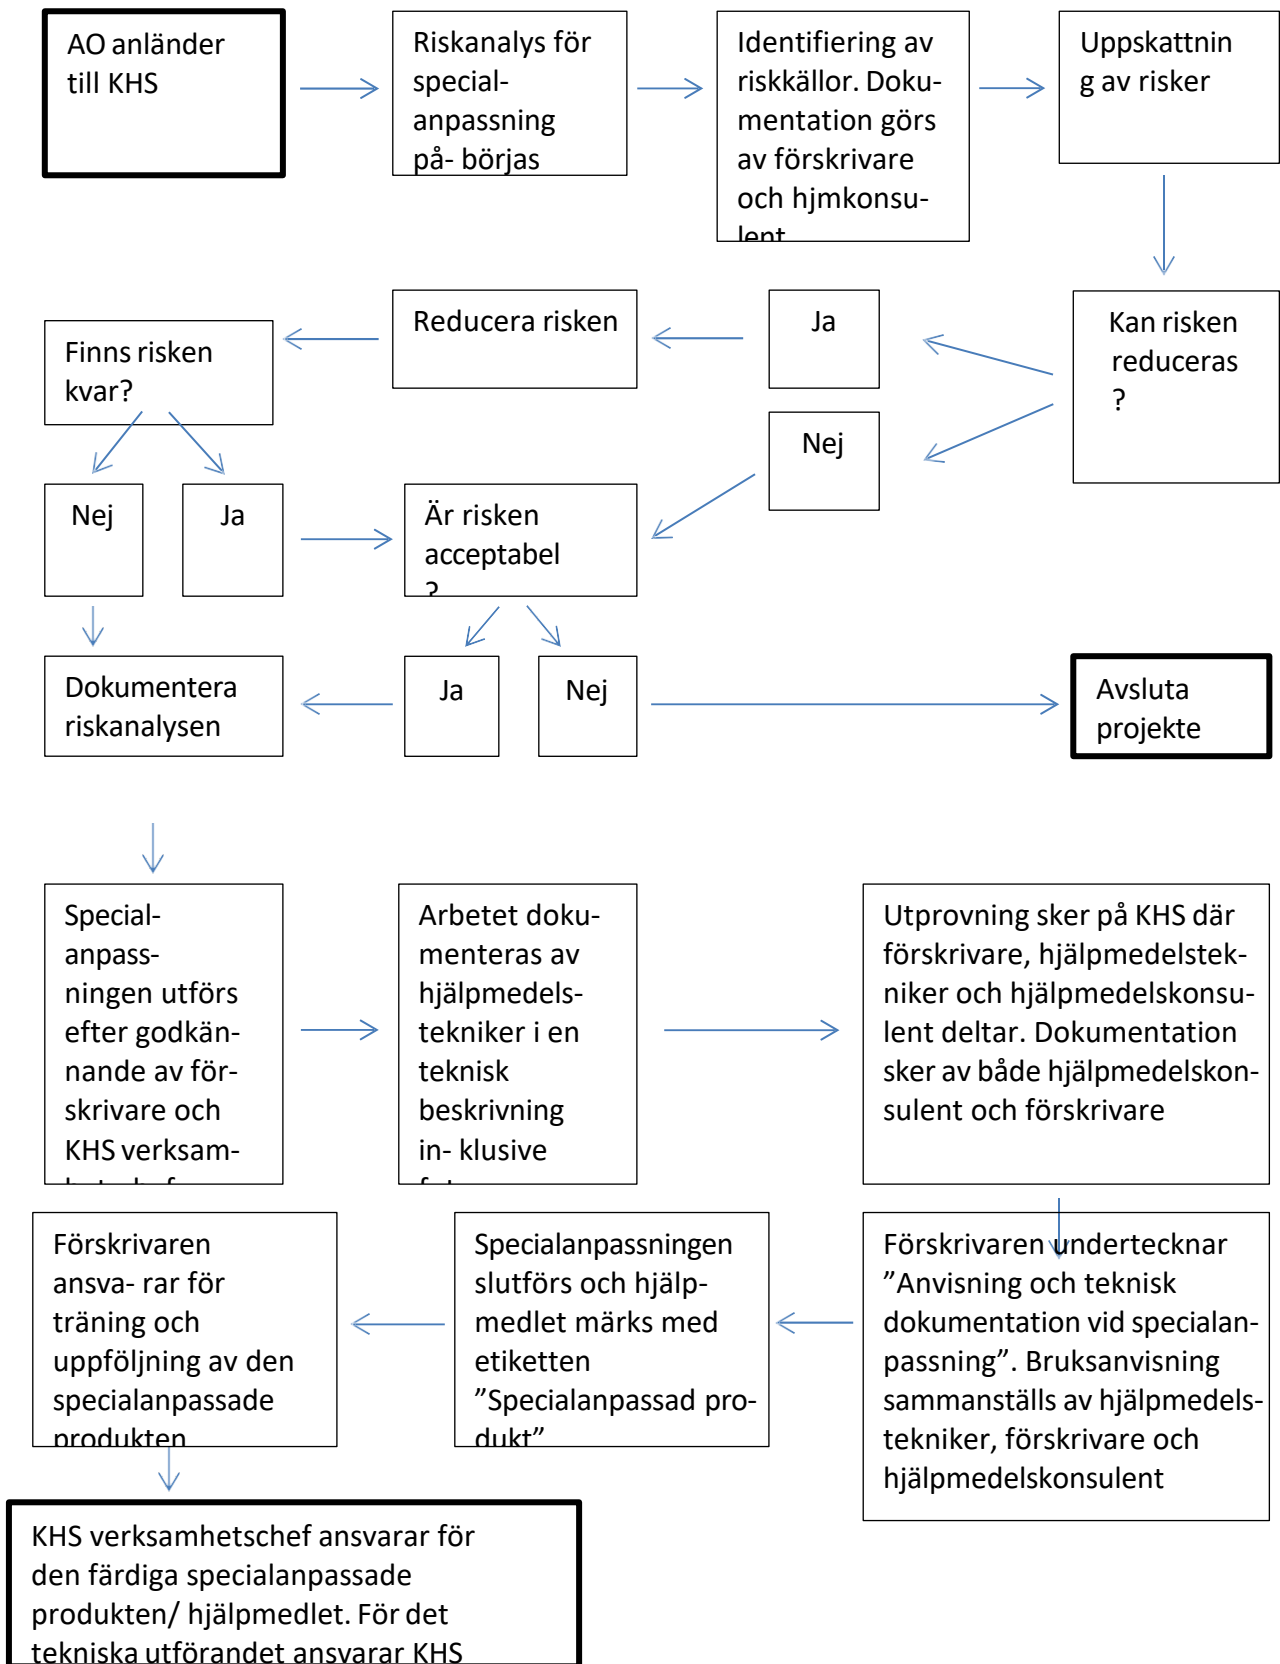 AO anländer
till KHS
Riskanalys för
special-
anpassning
på- börjas
Identifiering av
riskkällor. Doku-
mentation görs
av förskrivare
och hjmkonsu-
lent
Uppskattnin
g av risker
Kan risken
reduceras
?
Ja
Reducera risken
Finns risken
kvar?
Nej
Nej
Ja
Är risken
acceptabel
?
Dokumentera
riskanalysen
Ja
Nej
Avsluta
projekte
Special-
anpass-
ningen utförs
efter godkän-
nande av för-
skrivare och
KHS verksam-
Arbetet doku-
menteras av
hjälpmedels-
tekniker i en
teknisk
beskrivning
in- klusive
Utprovning sker på KHS där
förskrivare, hjälpmedelstek-
niker och hjälpmedelskonsu-
lent deltar. Dokumentation
sker av både hjälpmedelskon-
sulent och förskrivare
Förskrivaren undertecknar
”Anvisning och teknisk
dokumentation vid specialan-
passning”. Bruksanvisning
sammanställs av hjälpmedels-
tekniker, förskrivare och
hjälpmedelskonsulent
Specialanpassningen
slutförs och hjälp-
medlet märks med
etiketten
”Specialanpassad pro-
dukt”
Förskrivaren
ansva- rar för
träning och
uppföljning av den
specialanpassade
produkten
KHS verksamhetschef ansvarar för
den färdiga specialanpassade
produkten/ hjälpmedlet. För det
tekniska utförandet ansvarar KHS